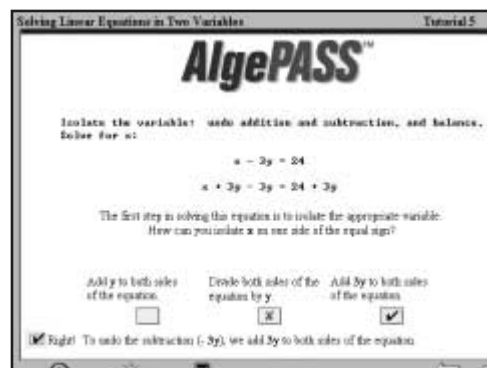 Solving Linear Equations in Two Variables Tutorial 5
AlgePASS™
Isolate the variable: undo addition and subtraction, and balance.
Solve for x:
x - 3y = 24
x + 3y - 3y = 24 + 3y
The first step in solving this equation is to isolate the appropriate variable.
How can you isolate x on one side of the equal sign?
Add y to both sides
of the equation.
Divide both sides of the
equation by y.
Add 3y to both sides
of the equation.
Right! To undo the subtraction (- 3y), we add 3y to both sides of the equation.